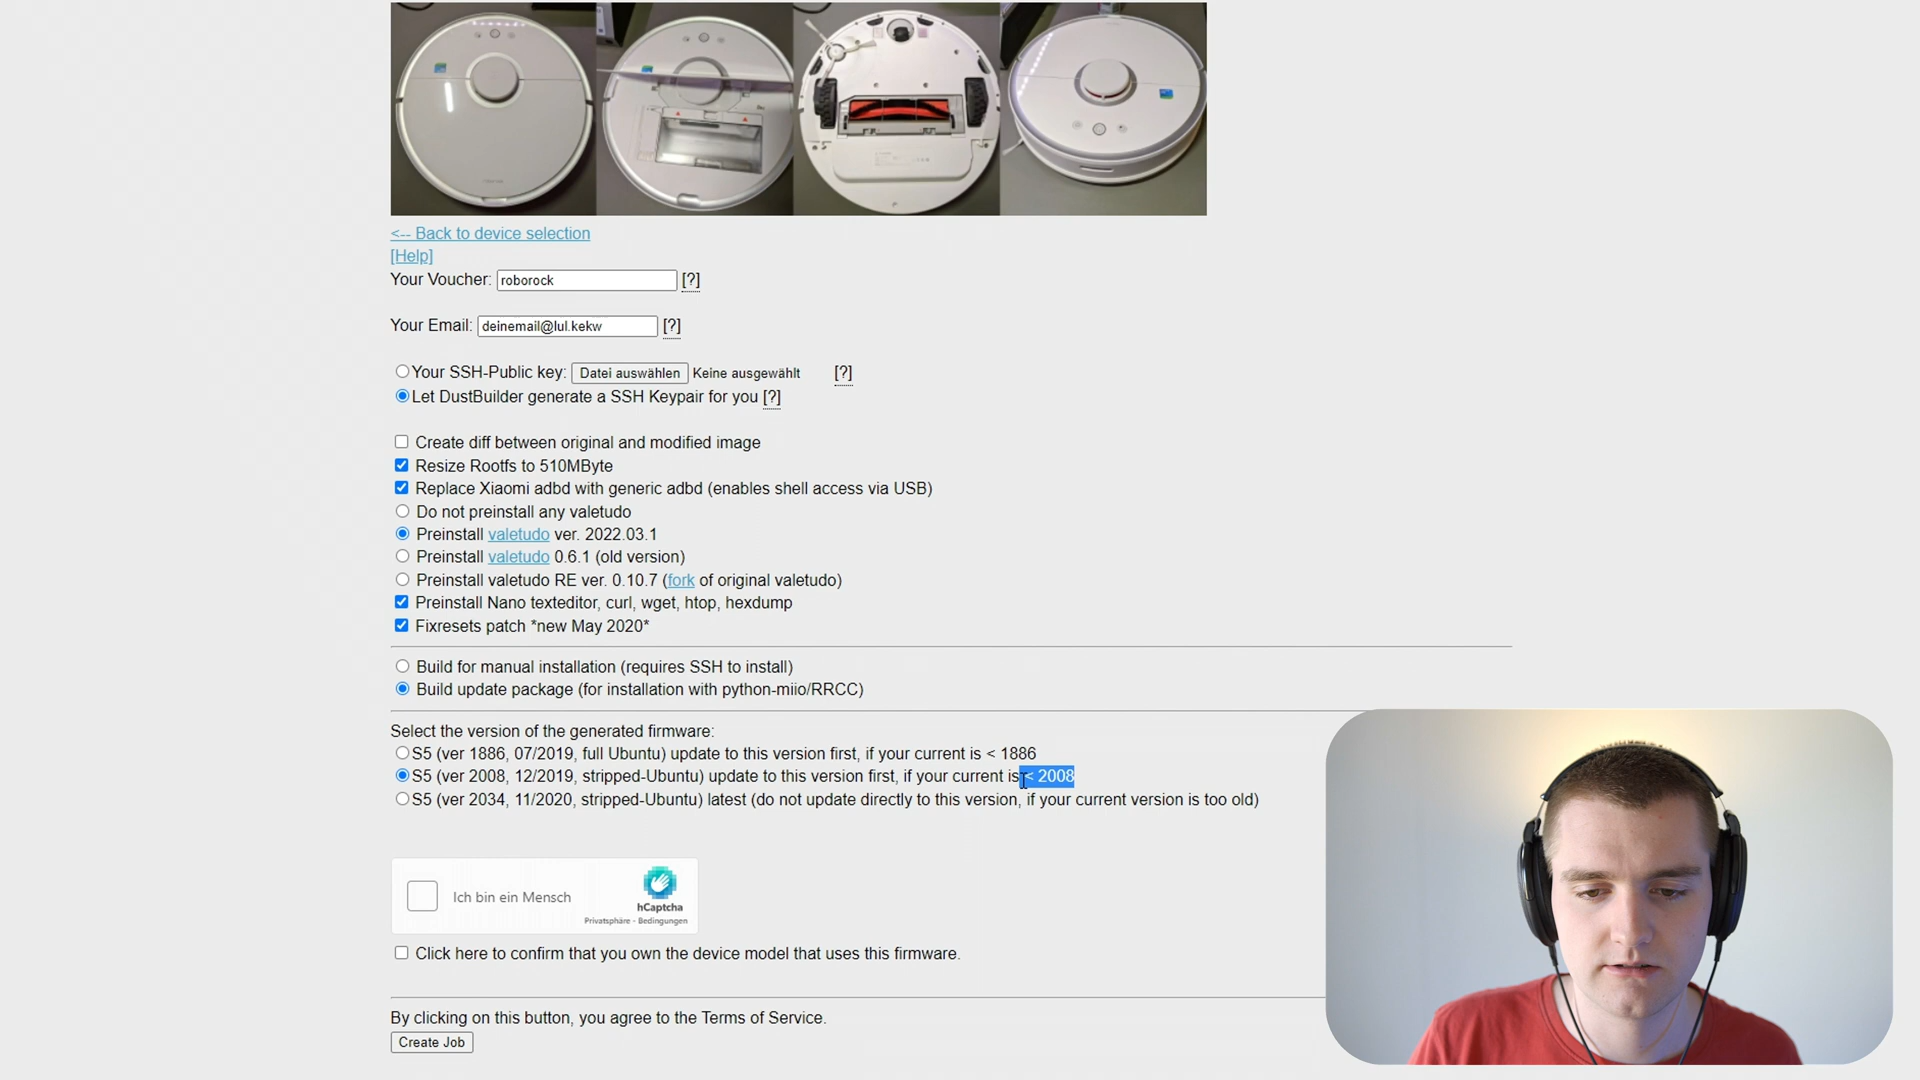 <-- Back to device selection
[Help]
Your Voucher: roborock [?]
Your Email: deinemail@lul.kekw [?]
Your SSH-Public key: Datei auswählen Keine ausgewählt [?]
Let DustBuilder generate a SSH Keypair for you [?]
Create diff between original and modified image
Resize Rootfs to 510MByte
Replace Xiaomi adbd with generic adbd (enables shell access via USB)
Do not preinstall any valetudo
Preinstall valetudo ver. 2022.03.1
Preinstall valetudo 0.6.1 (old version)
Preinstall valetudo RE ver. 0.10.7 (fork of original valetudo)
Preinstall Nano texteditor, curl, wget, htop, hexdump
Fixresets patch *new May 2020*
Build for manual installation (requires SSH to install)
Build update package (for installation with python-miio/RRCC)
Select the version of the generated firmware:
S5 (ver 1886, 07/2019, full Ubuntu) update to this version first, if your current is < 1886
S5 (ver 2008, 12/2019, stripped-Ubuntu) update to this version first, if your current is < 2008
S5 (ver 2034, 11/2020, stripped-Ubuntu) latest (do not update directly to this version, if your current version is too old)
Ich bin ein Mensch
hCaptcha
Privatsphäre - Bedingungen
Click here to confirm that you own the device model that uses this firmware.
By clicking on this button, you agree to the Terms of Service.
Create Job